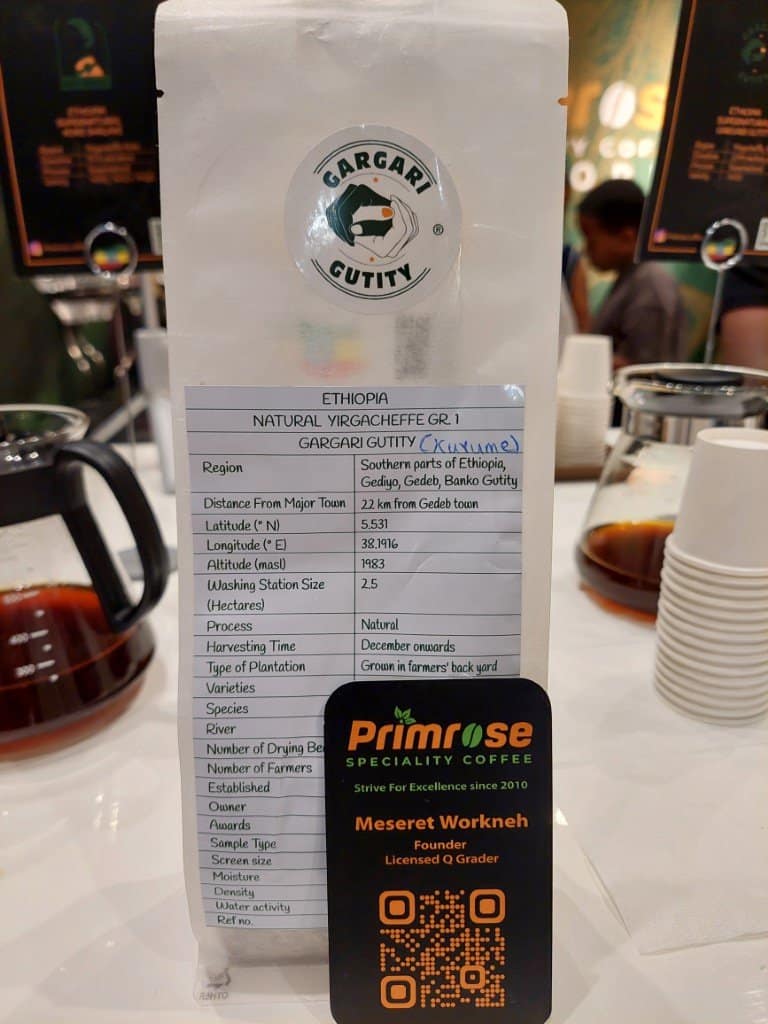 GARGARI
®
GUTITY
ETHIOPIA
NATURAL YIRGACHEFFE GR. 1
GARGARI GUTITY (Kurume)
Region Southern parts of Ethiopia,
Gediyo, Gedeb, Banko Gutity
Distance From Major Town 22 km from Gedeb town
Latitude (° N) 5.531
Longitude (° E) 38.1916
Altitude (masl) 1983
Washing Station Size 2.5
(Hectares)
Process Natural
Harvesting Time December onwards
Type of Plantation Grown in farmers' back yard
Varieties
Species
River
Number of Drying Be
Number of Farmers
Established
Owner
Awards
Sample Type
Screen size
Moisture
Density
Water activity
Ref no.
Primrose
SPECIALITY COFFEE
Strive For Excellence since 2010
Meseret Workneh
Founder
Licensed Q Grader
OTHER
400
300